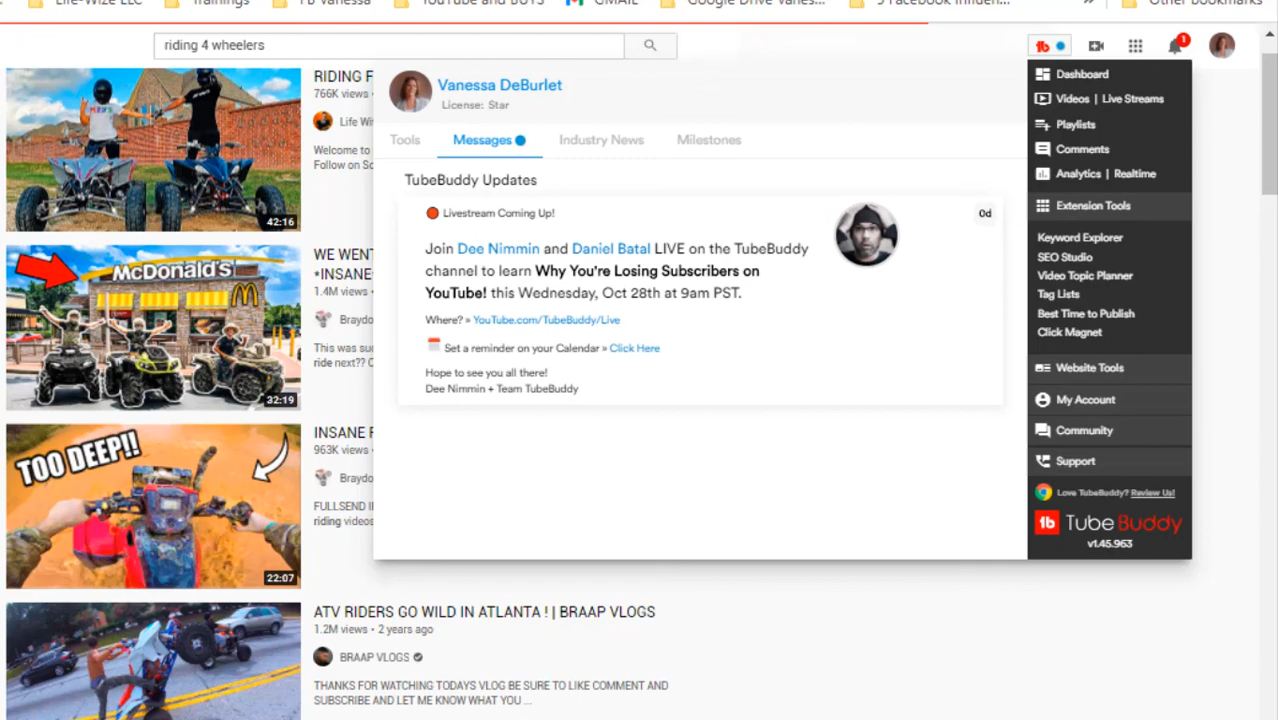 Life-Wize LLC
Trainings
FB Vanessa
YouTube and BUYS
GMAIL
Google Drive Vanes...
5 Facebook Influen...
»
Other bookmarks
riding 4 wheelers
1
RIDING F
766K views •
Life Wi
Welcome to
Follow on So
42:16
Vanessa DeBurlet
License: Star
Tools
Messages
Industry News
Milestones
TubeBuddy Updates
Livestream Coming Up!
0d
Join Dee Nimmin and Daniel Batal LIVE on the TubeBuddy
channel to learn Why You're Losing Subscribers on
YouTube! this Wednesday, Oct 28th at 9am PST.
Where? » YouTube.com/TubeBuddy/Live
Set a reminder on your Calendar » Click Here
Hope to see you all there!
Dee Nimmin + Team TubeBuddy
Dashboard
Videos | Live Streams
Playlists
Comments
Analytics | Realtime
Extension Tools
Keyword Explorer
SEO Studio
Video Topic Planner
Tag Lists
Best Time to Publish
Click Magnet
Website Tools
My Account
Community
Support
Love TubeBuddy? Review Us!
TubeBuddy
v1.45.963
McDonald's
32:19
WE WENT
*INSANE*
1.4M views •
Braydo
This was suc
ride next?? C
TOO DEEP!!
22:07
INSANE F
963K views •
Braydo
FULLSEND I
riding videos
ATV RIDERS GO WILD IN ATLANTA ! | BRAAP VLOGS
1.2M views • 2 years ago
BRAAP VLOGS
THANKS FOR WATCHING TODAYS VLOG BE SURE TO LIKE COMMENT AND
SUBSCRIBE AND LET ME KNOW WHAT YOU ...